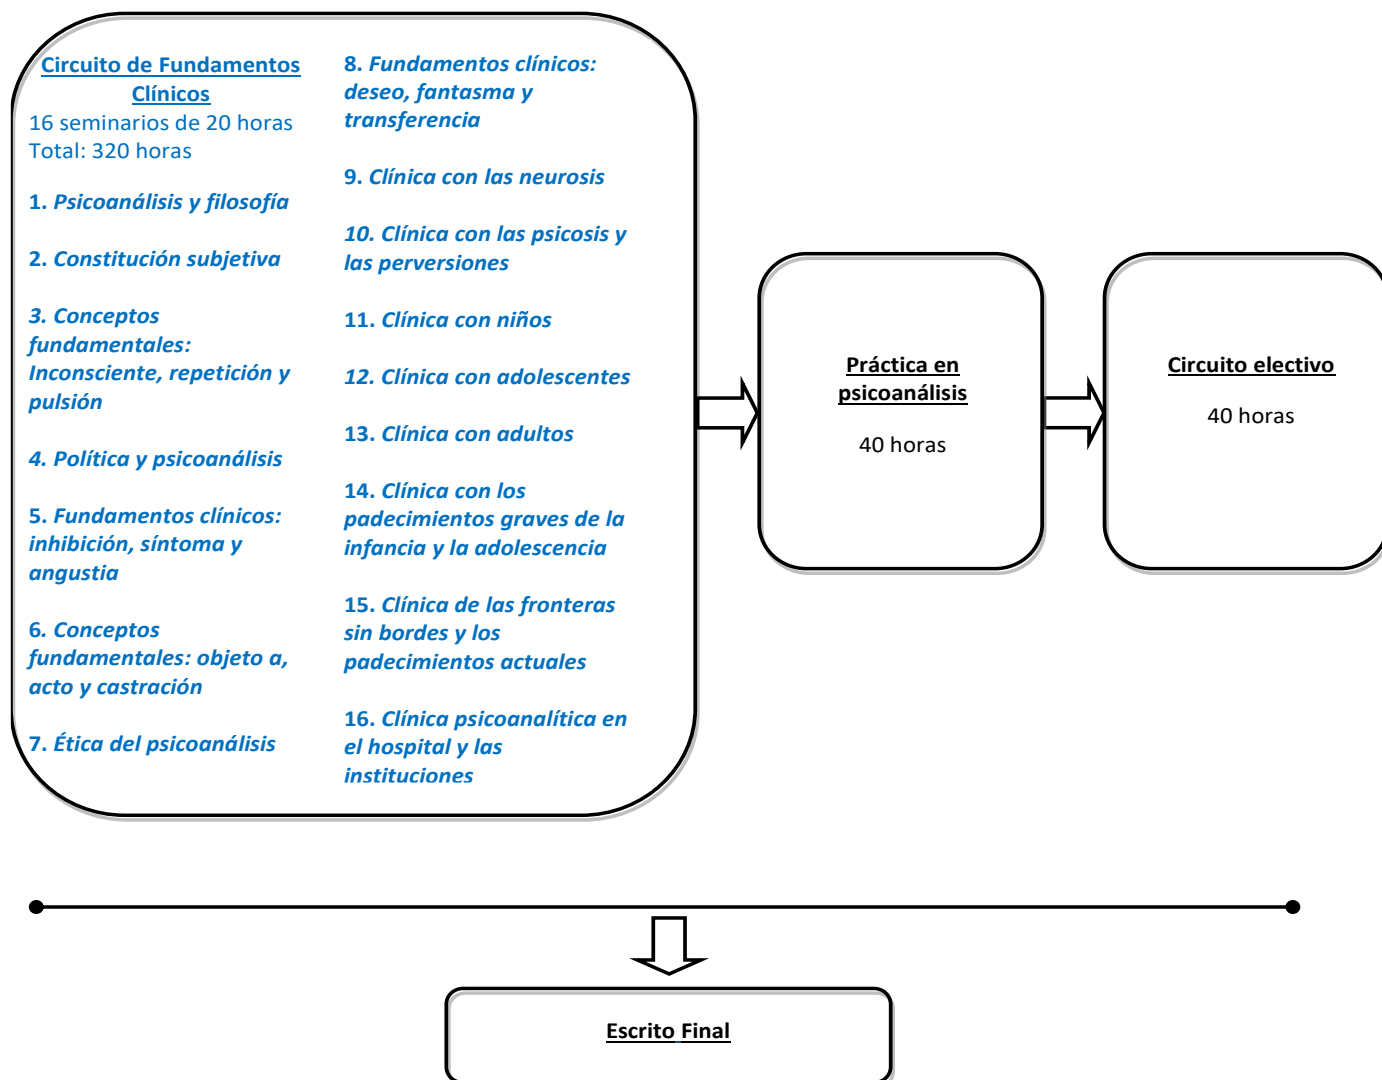 Circuito de Fundamentos
Clínicos
16 seminarios de 20 horas
Total: 320 horas
1. Psicoanálisis y filosofía
2. Constitución subjetiva
3. Conceptos
fundamentales:
Inconsciente, repetición y
pulsión
4. Política y psicoanálisis
5. Fundamentos clínicos:
inhibición, síntoma y
angustia
6. Conceptos
fundamentales: objeto a,
acto y castración
7. Ética del psicoanálisis
8. Fundamentos clínicos:
deseo, fantasma y
transferencia
9. Clínica con las neurosis
10. Clínica con las psicosis y
las perversiones
11. Clínica con niños
12. Clínica con adolescentes
13. Clínica con adultos
14. Clínica con los
padecimientos graves de la
infancia y la adolescencia
15. Clínica de las fronteras
sin bordes y los
padecimientos actuales
16. Clínica psicoanalítica en
el hospital y las
instituciones
Práctica en
psicoanálisis
40 horas
Circuito electivo
40 horas
Escrito Final